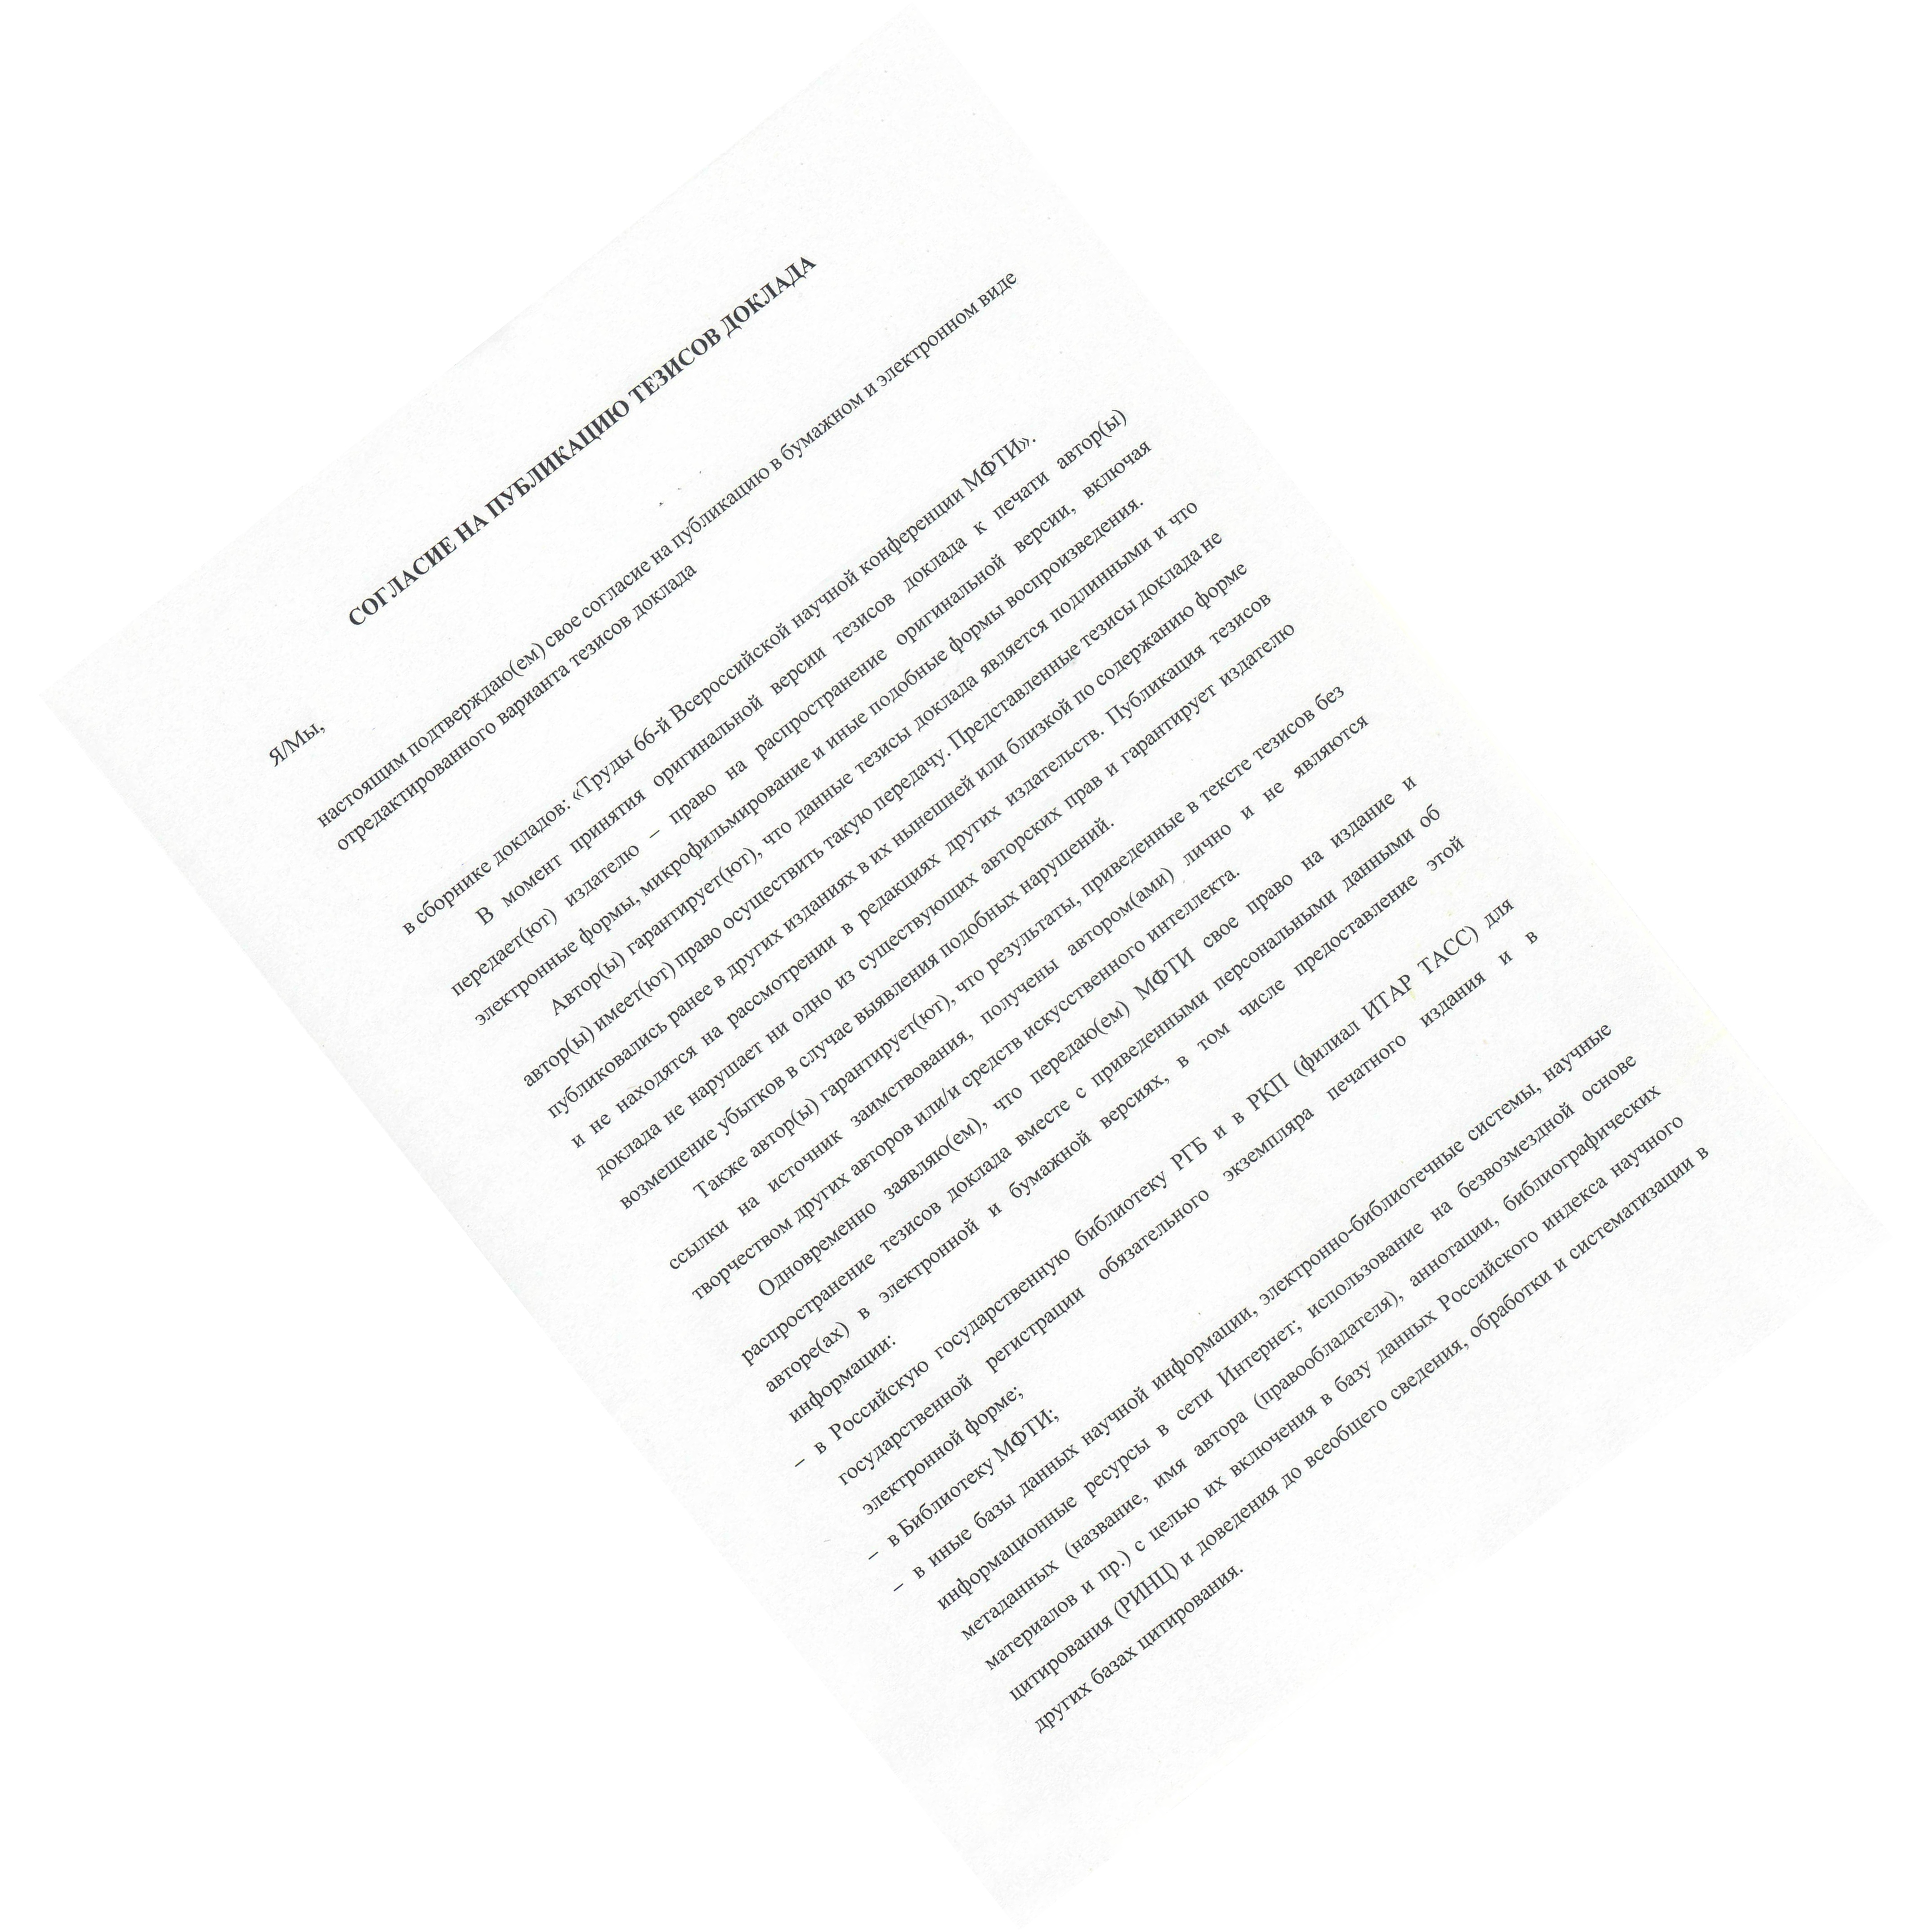 СОГЛАСИЕ НА ПУБЛИКАЦИЮ ТЕЗИСОВ ДОКЛАДА
Я/Мы,
настоящим подтверждаю(ем) свое согласие на публикацию в бумажном и электронном виде
отредактированного варианта тезисов доклада
в сборнике докладов: «Труды 66-й Всероссийской научной конференции МФТИ».
В момент принятия оригинальной версии тезисов доклада к печати автор(ы)
передает(ют) издателю – право на распространение оригинальной версии, включая
электронные формы, микрофильмирование и иные подобные формы воспроизведения.
Автор(ы) гарантирует(ют), что данные тезисы доклада является подлинными и что
автор(ы) имеет(ют) право осуществить такую передачу. Представленные тезисы доклада не
публиковались ранее в других изданиях в их нынешней или близкой по содержанию форме
и не находятся на рассмотрении в редакциях других издательств. Публикация тезисов
доклада не нарушает ни одно из существующих авторских прав и гарантирует издателю
возмещение убытков в случае выявления подобных нарушений.
Также автор(ы) гарантирует(ют), что результаты, приведенные в тексте тезисов без
ссылки на источник заимствования, получены автором(ами) лично и не являются
творчеством других авторов или/и средств искусственного интеллекта.
Одновременно заявляю(ем), что передаю(ем) МФТИ свое право на издание и
распространение тезисов доклада вместе с приведенными персональными данными об
авторе(ах) в электронной и бумажной версиях, в том числе предоставление этой
информации:
– в Российскую государственную библиотеку РГБ и в РКП (филиал ИТАР ТАСС) для
государственной регистрации обязательного экземпляра печатного издания и в
электронной форме;
– в Библиотеку МФТИ;
– в иные базы данных научной информации, электронно-библиотечные системы, научные
информационные ресурсы в сети Интернет; использование на безвозмездной основе
метаданных (название, имя автора (правообладателя), аннотации, библиографических
материалов и пр.) с целью их включения в базу данных Российского индекса научного
цитирования (РИНЦ) и доведения до всеобщего сведения, обработки и систематизации в
других базах цитирования.